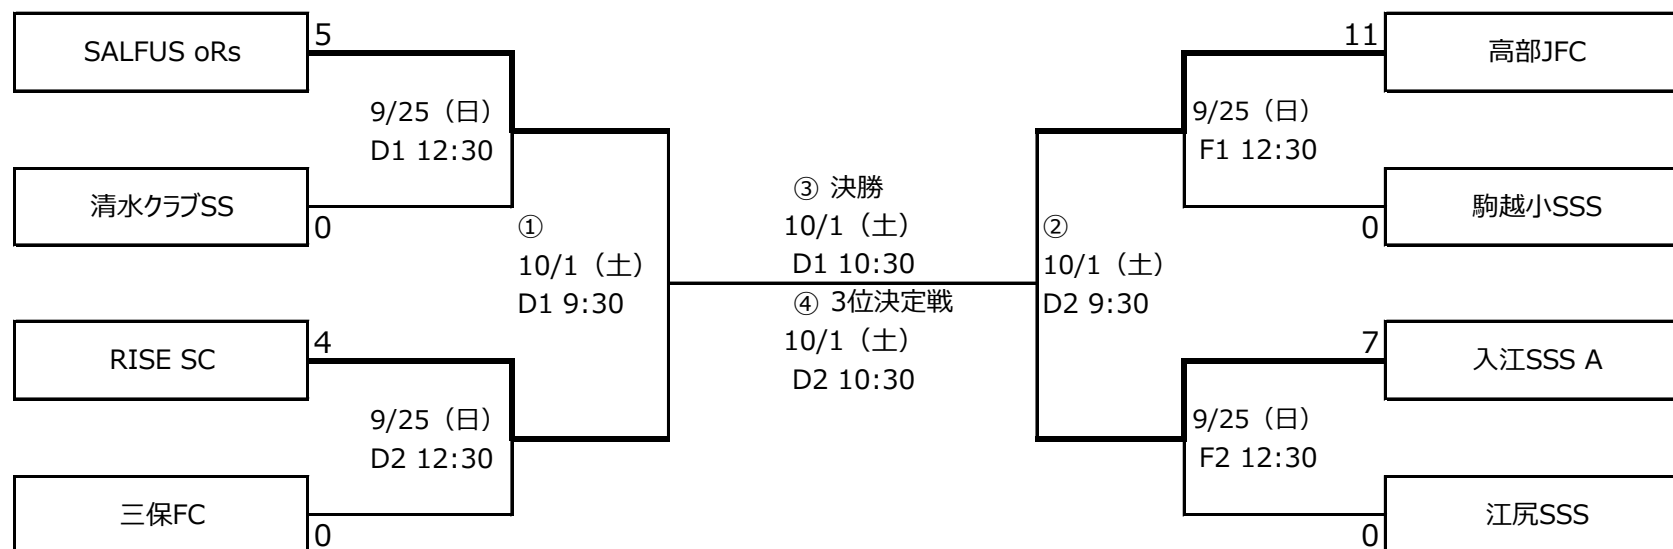 SALFUS oRs
5
9/25（日）
D1 12:30
清水クラブSS
0
①
10/1（土）
D1 9:30
RISE SC
4
9/25（日）
D2 12:30
三保FC
0
③ 決勝
10/1（土）
D1 10:30
④ 3位決定戦
10/1（土）
D2 10:30
11
高部JFC
9/25（日）
F1 12:30
駒越小SSS
0
②
10/1（土）
D2 9:30
7
入江SSS A
9/25（日）
F2 12:30
江尻SSS
0